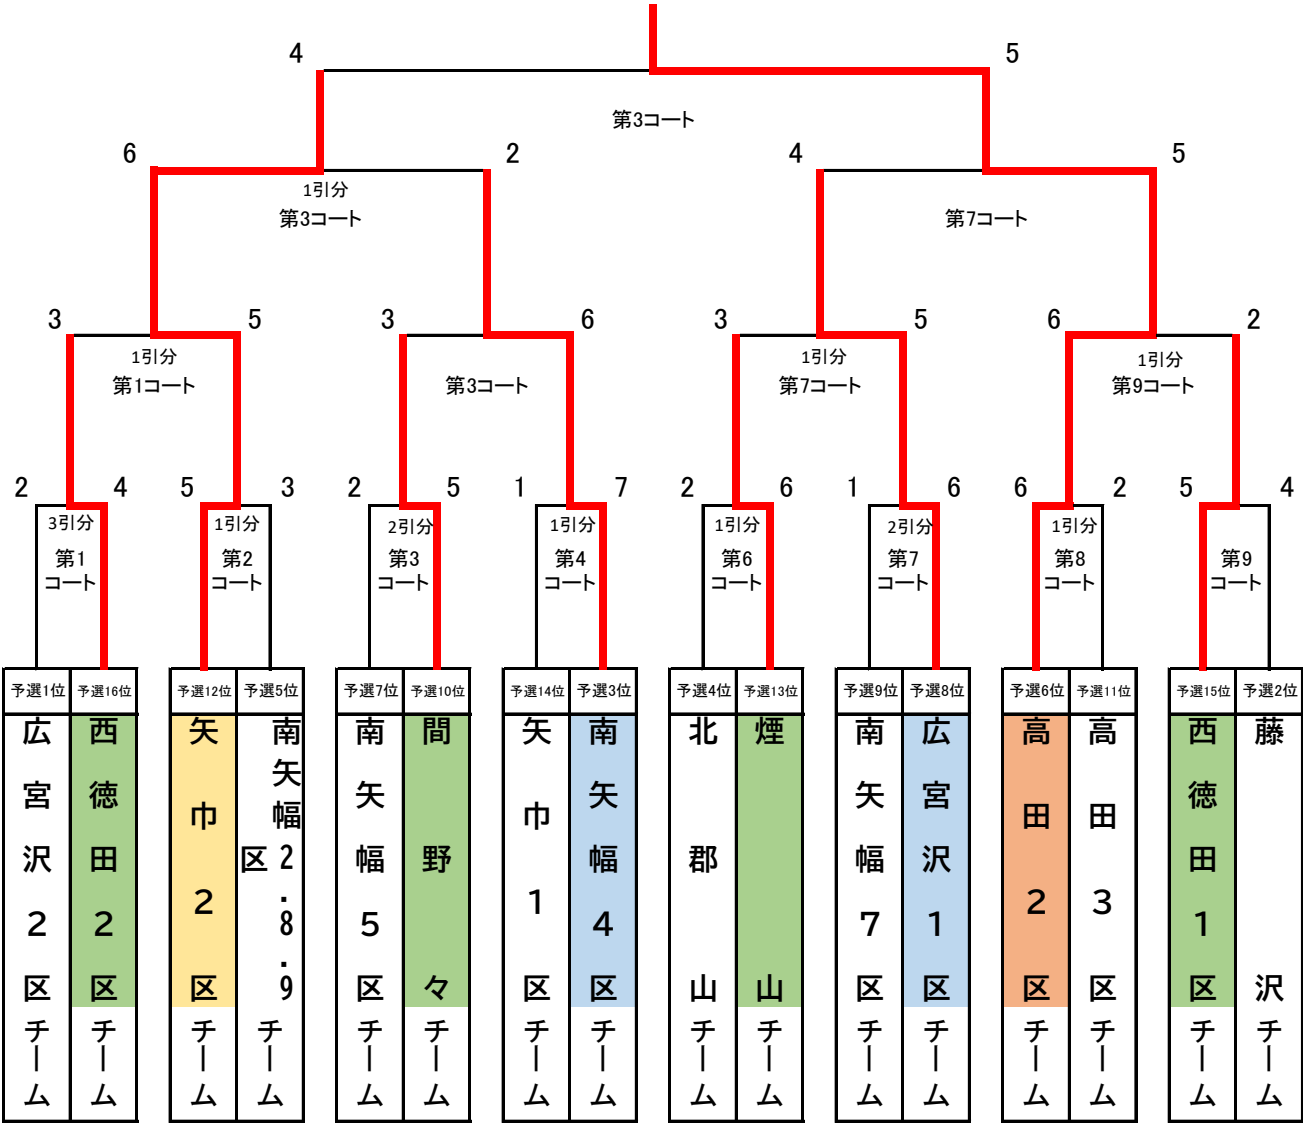 4
5
第3コート
6
2
4
5
1引分
第3コート
第7コート
3
5
3
6
3
5
6
2
1引分
第1コート
第3コート
1引分
第7コート
1引分
第9コート
2
4
5
3
2
5
1
7
2
6
1
6
6
2
5
4
3引分
第1
コート
1引分
第2
コート
2引分
第3
コート
1引分
第4
コート
1引分
第6
コート
2引分
第7
コート
1引分
第8
コート
第9
コート
予選1位
予選16位
予選12位
予選5位
予選7位
予選10位
予選14位
予選3位
予選4位
予選13位
予選9位
予選8位
予選6位
予選11位
予選15位
予選2位
広宮沢2区チーム
西徳田2区チーム
矢巾2区チーム
南矢幅2.8.9
区
チーム
南矢幅5区チーム
間野々チーム
矢巾1区チーム
南矢幅4区チーム
北郡山チーム
煙山チーム
南矢幅7区チーム
広宮沢1区チーム
高田2区チーム
高田3区チーム
西徳田1区チーム
藤沢チーム